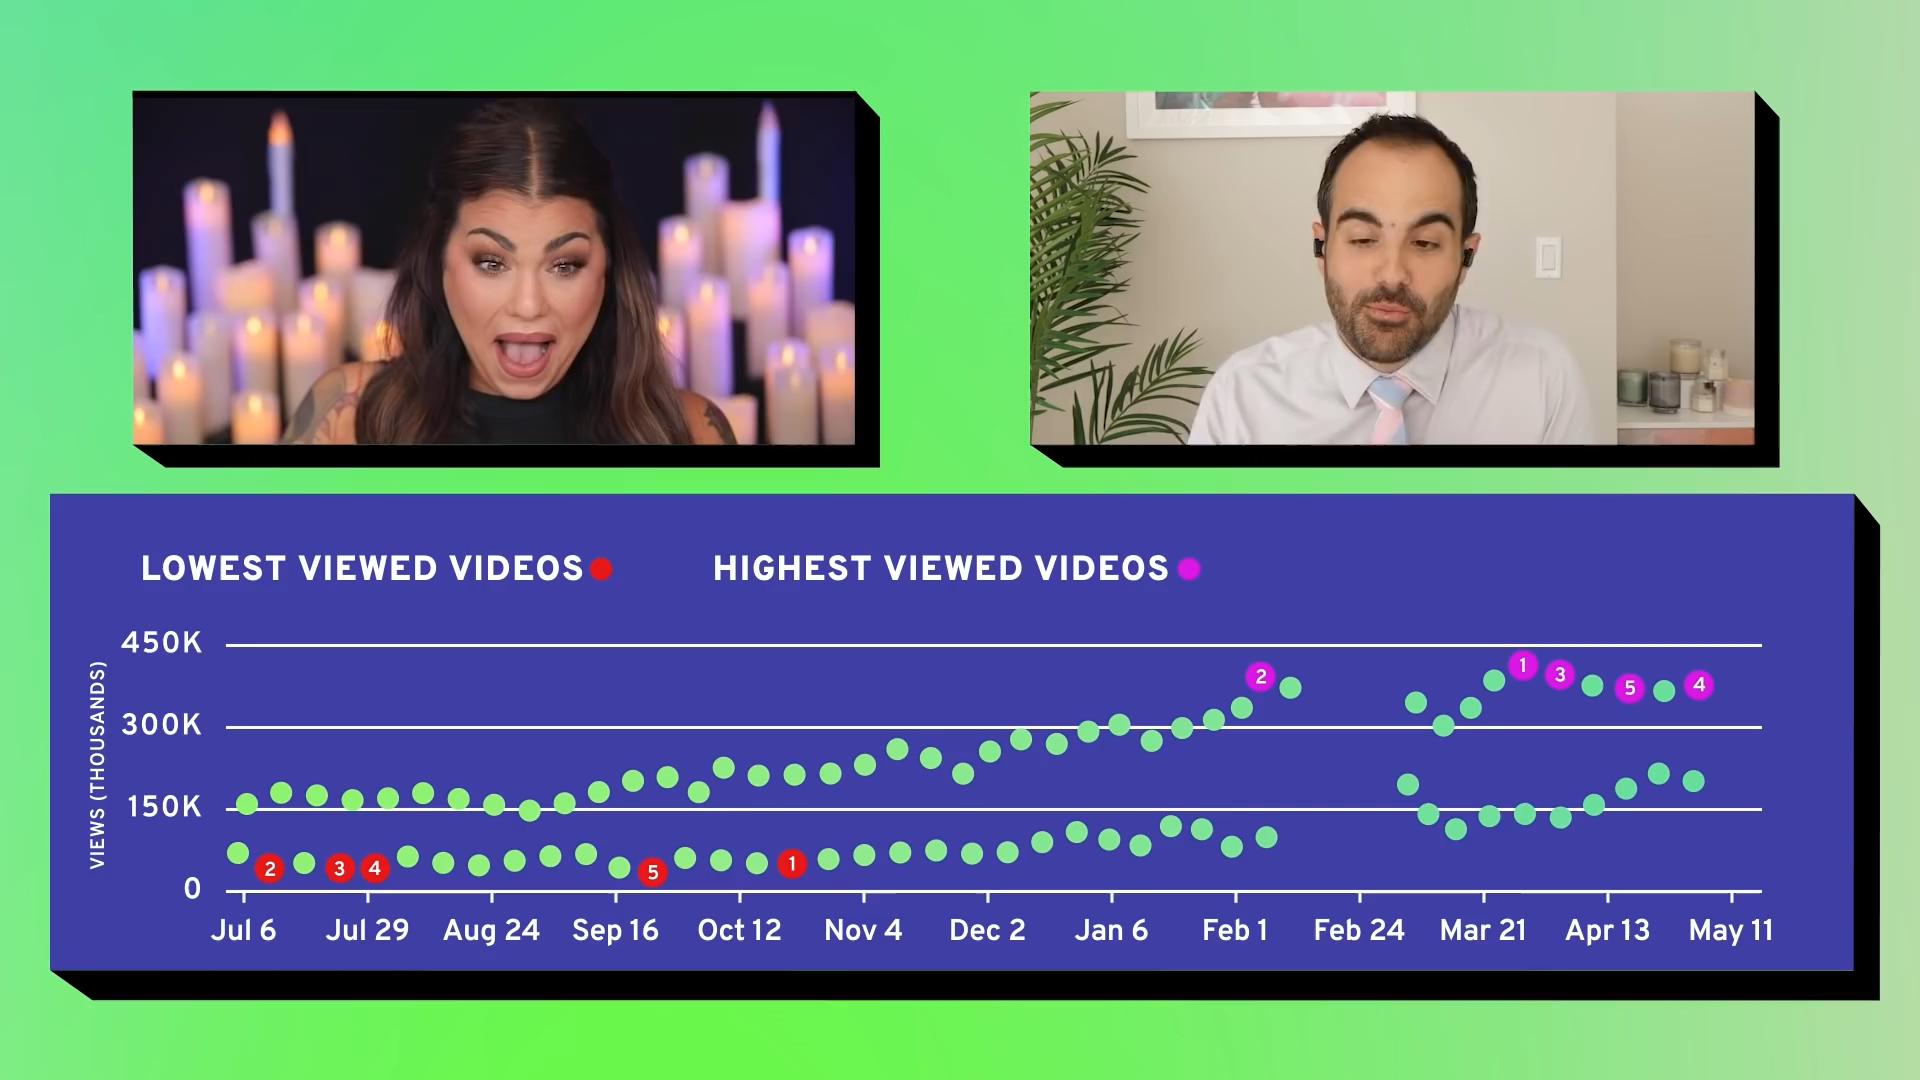 LOWEST VIEWED VIDEOS
HIGHEST VIEWED VIDEOS
VIEWS (THOUSANDS)
450K
300K
150K
0
2
1
3
5
4
2
3
4
5
1
Jul 6 Jul 29 Aug 24 Sep 16 Oct 12 Nov 4 Dec 2 Jan 6 Feb 1 Feb 24 Mar 21 Apr 13 May 11